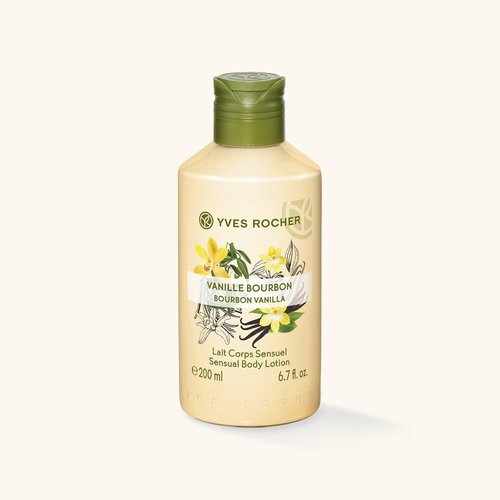 YVES ROCHER
VANILLE BOURBON
BOURBON VANILLA
Lait Corps Sensuel
Sensual Body Lotion
℮200 ml 6.7 fl. oz.